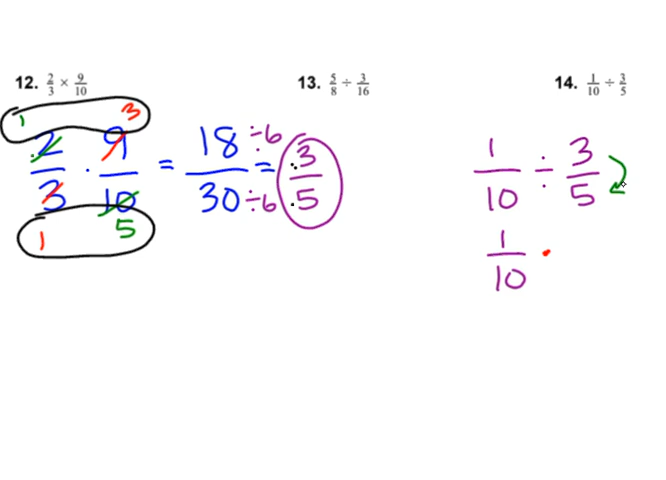 12. 2/3 × 9/10
13. 5/8 ÷ 3/16
14. 1/10 ÷ 3/5
1 3
2/3 · 9/10 = 18/30 ÷6/÷6 = 3/5
1 5
1/10 ÷ 3/5
1/10 ·